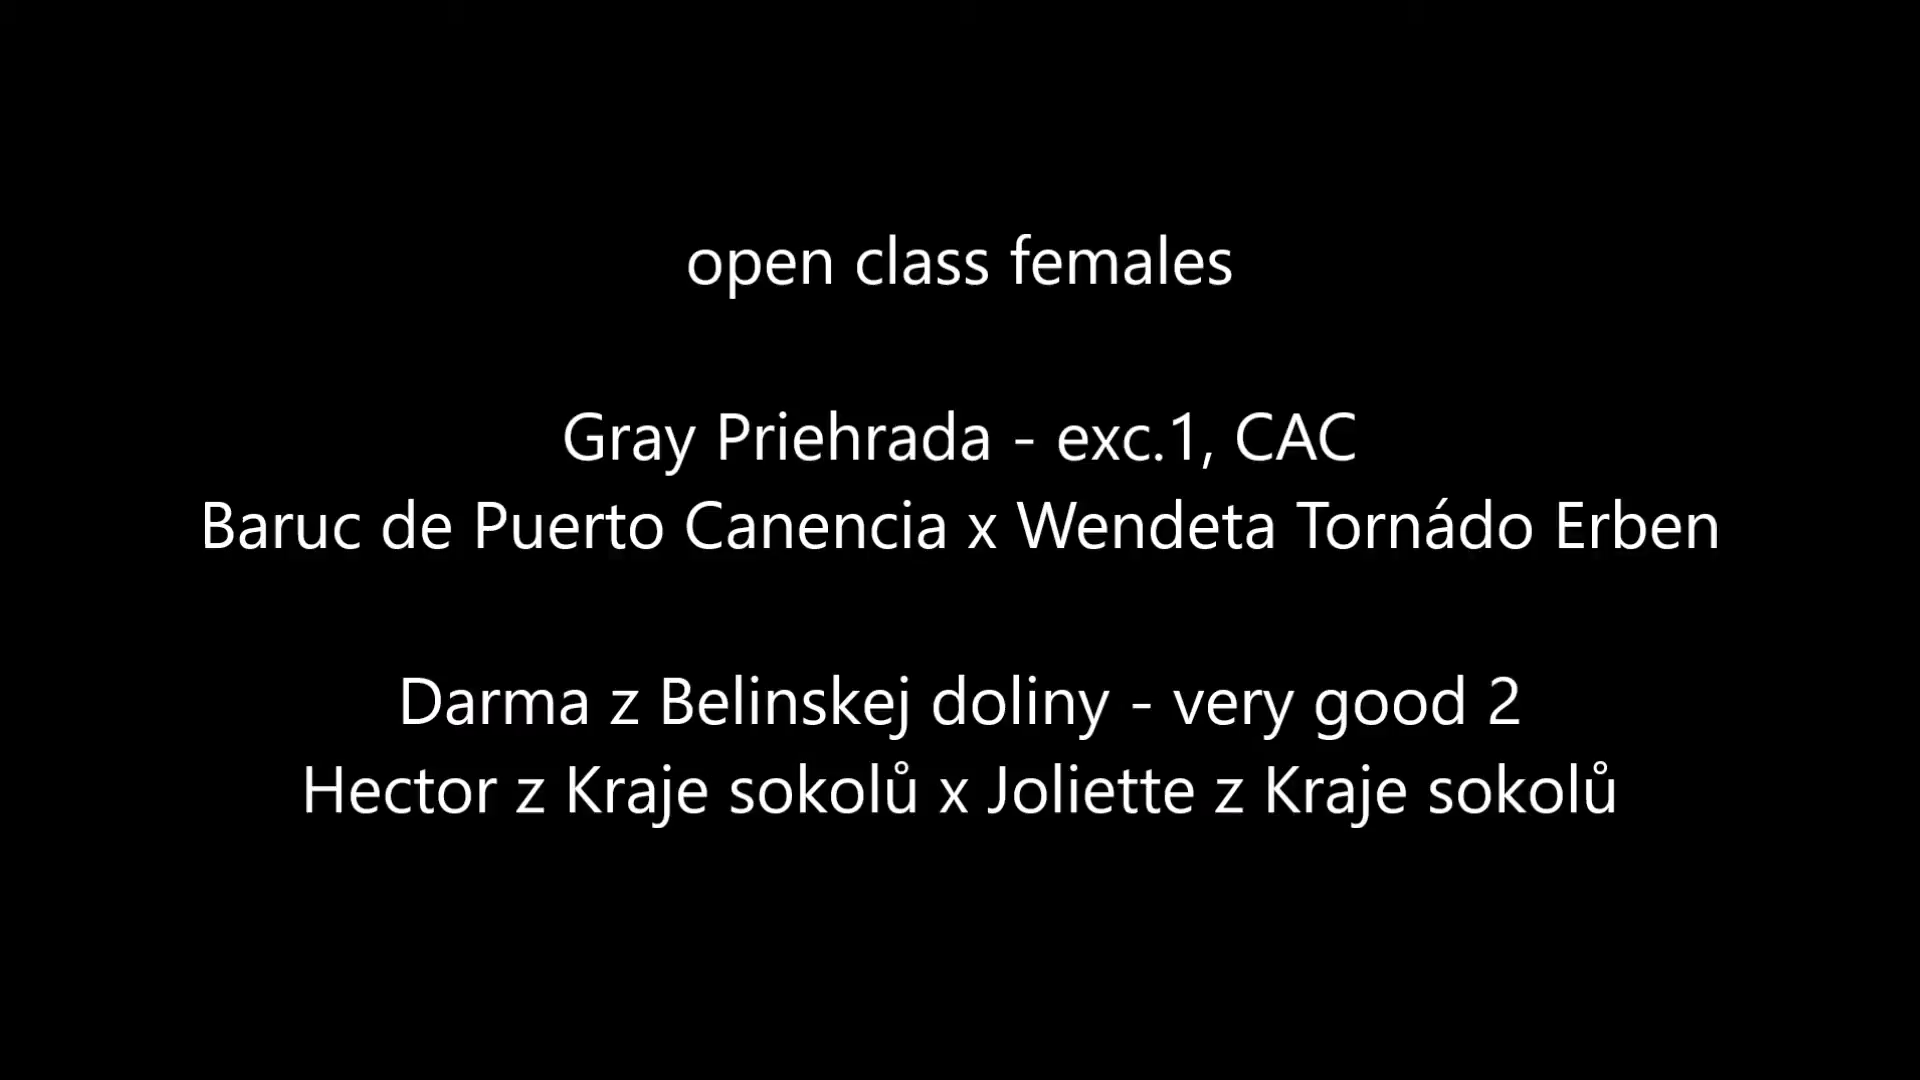 open class females
Gray Priehrada - exc.1, CAC
Baruc de Puerto Canencia x Wendeta Tornádo Erben
Darma z Belinskej doliny - very good 2
Hector z Kraje sokolů x Joliette z Kraje sokolů